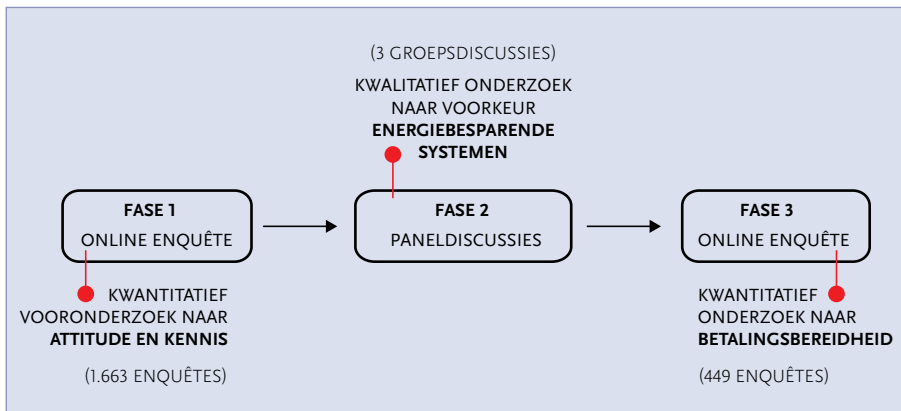 (3 GROEPSDISCUSSIES)
KWALITATIEF ONDERZOEK
NAAR VOORKEUR
ENERGIEBESPARENDE
SYSTEMEN
FASE 1
ONLINE ENQUÊTE
FASE 2
PANELDISCUSSIES
FASE 3
ONLINE ENQUÊTE
KWANTITATIEF
VOORONDERZOEK NAAR
ATTITUDE EN KENNIS
(1.663 ENQUÊTES)
KWANTITATIEF
ONDERZOEK NAAR
BETALINGSBEREIDHEID
(449 ENQUÊTES)